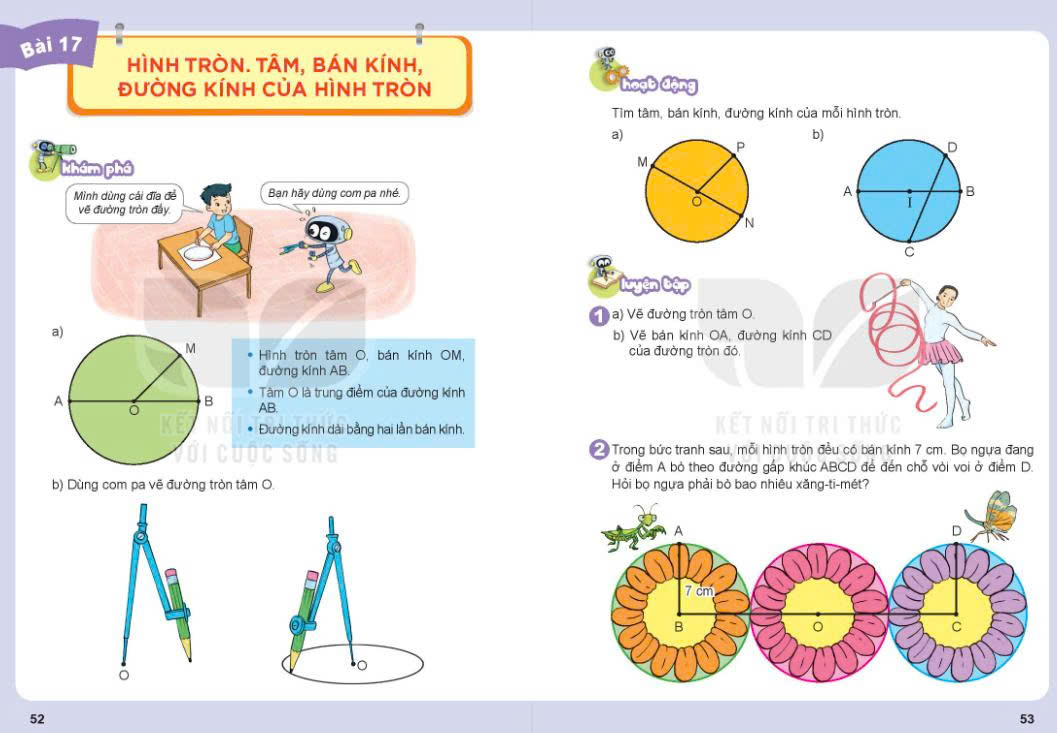 Bài 17
HÌNH TRÒN. TÂM, BÁN KÍNH,
ĐƯỜNG KÍNH CỦA HÌNH TRÒN
khám phá
Mình dùng cái đĩa để
vẽ đường tròn đấy.
Bạn hãy dùng com pa nhé.
a)
M
A
O
B
• Hình tròn tâm O, bán kính OM,
đường kính AB.
• Tâm O là trung điểm của đường kính
AB.
• Đường kính dài bằng hai lần bán kính.
KẾT NỐI TRI THỨC
VỚI CUỘC SỐNG
b) Dùng com pa vẽ đường tròn tâm O.
O
O
52
hoạt động
Tìm tâm, bán kính, đường kính của mỗi hình tròn.
a)
M
P
O
N
b)
D
A
I
B
C
luyện tập
1 a) Vẽ đường tròn tâm O.
b) Vẽ bán kính OA, đường kính CD
của đường tròn đó.
KẾT NỐI TRI THỨC
VỚI CUỘC SỐNG
2 Trong bức tranh sau, mỗi hình tròn đều có bán kính 7 cm. Bọ ngựa đang
ở điểm A bò theo đường gấp khúc ABCD để đến chỗ vòi voi ở điểm D.
Hỏi bọ ngựa phải bò bao nhiêu xăng-ti-mét?
A
D
7 cm
B
O
C
53